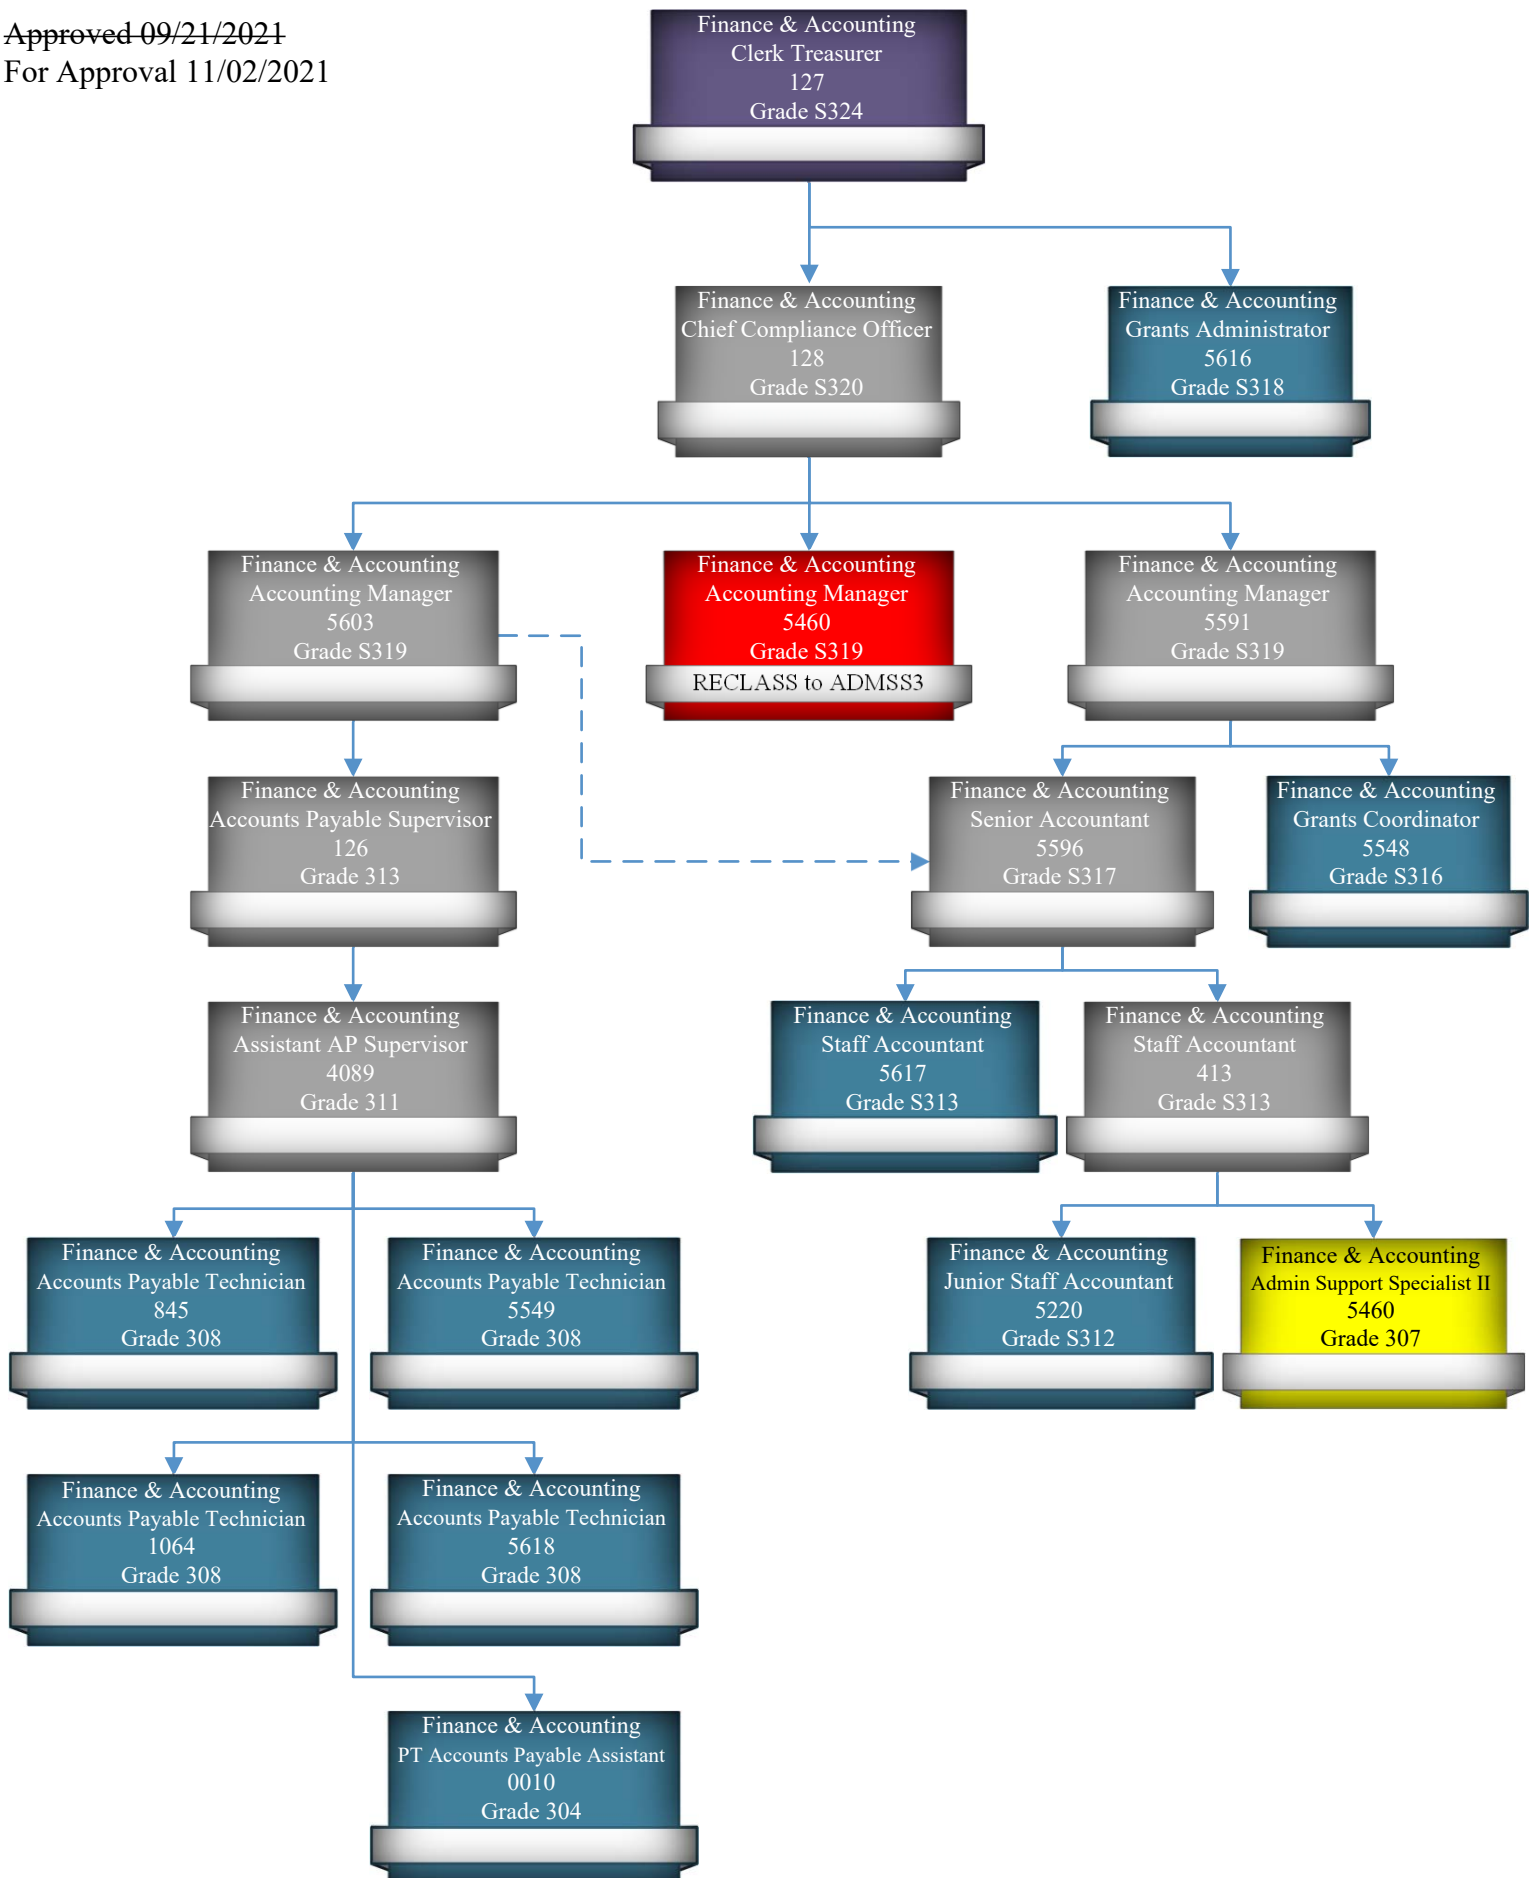 Approved 09/21/2021
For Approval 11/02/2021
Finance & Accounting
Clerk Treasurer
127
Grade S324
Finance & Accounting
Chief Compliance Officer
128
Grade S320
Finance & Accounting
Grants Administrator
5616
Grade S318
Finance & Accounting
Accounting Manager
5603
Grade S319
Finance & Accounting
Accounting Manager
5460
Grade S319
RECLASS to ADMSS3
Finance & Accounting
Accounting Manager
5591
Grade S319
Finance & Accounting
Accounts Payable Supervisor
126
Grade 313
Finance & Accounting
Senior Accountant
5596
Grade S317
Finance & Accounting
Grants Coordinator
5548
Grade S316
Finance & Accounting
Assistant AP Supervisor
4089
Grade 311
Finance & Accounting
Staff Accountant
5617
Grade S313
Finance & Accounting
Staff Accountant
413
Grade S313
Finance & Accounting
Accounts Payable Technician
845
Grade 308
Finance & Accounting
Accounts Payable Technician
5549
Grade 308
Finance & Accounting
Junior Staff Accountant
5220
Grade S312
Finance & Accounting
Admin Support Specialist II
5460
Grade 307
Finance & Accounting
Accounts Payable Technician
1064
Grade 308
Finance & Accounting
Accounts Payable Technician
5618
Grade 308
Finance & Accounting
PT Accounts Payable Assistant
0010
Grade 304